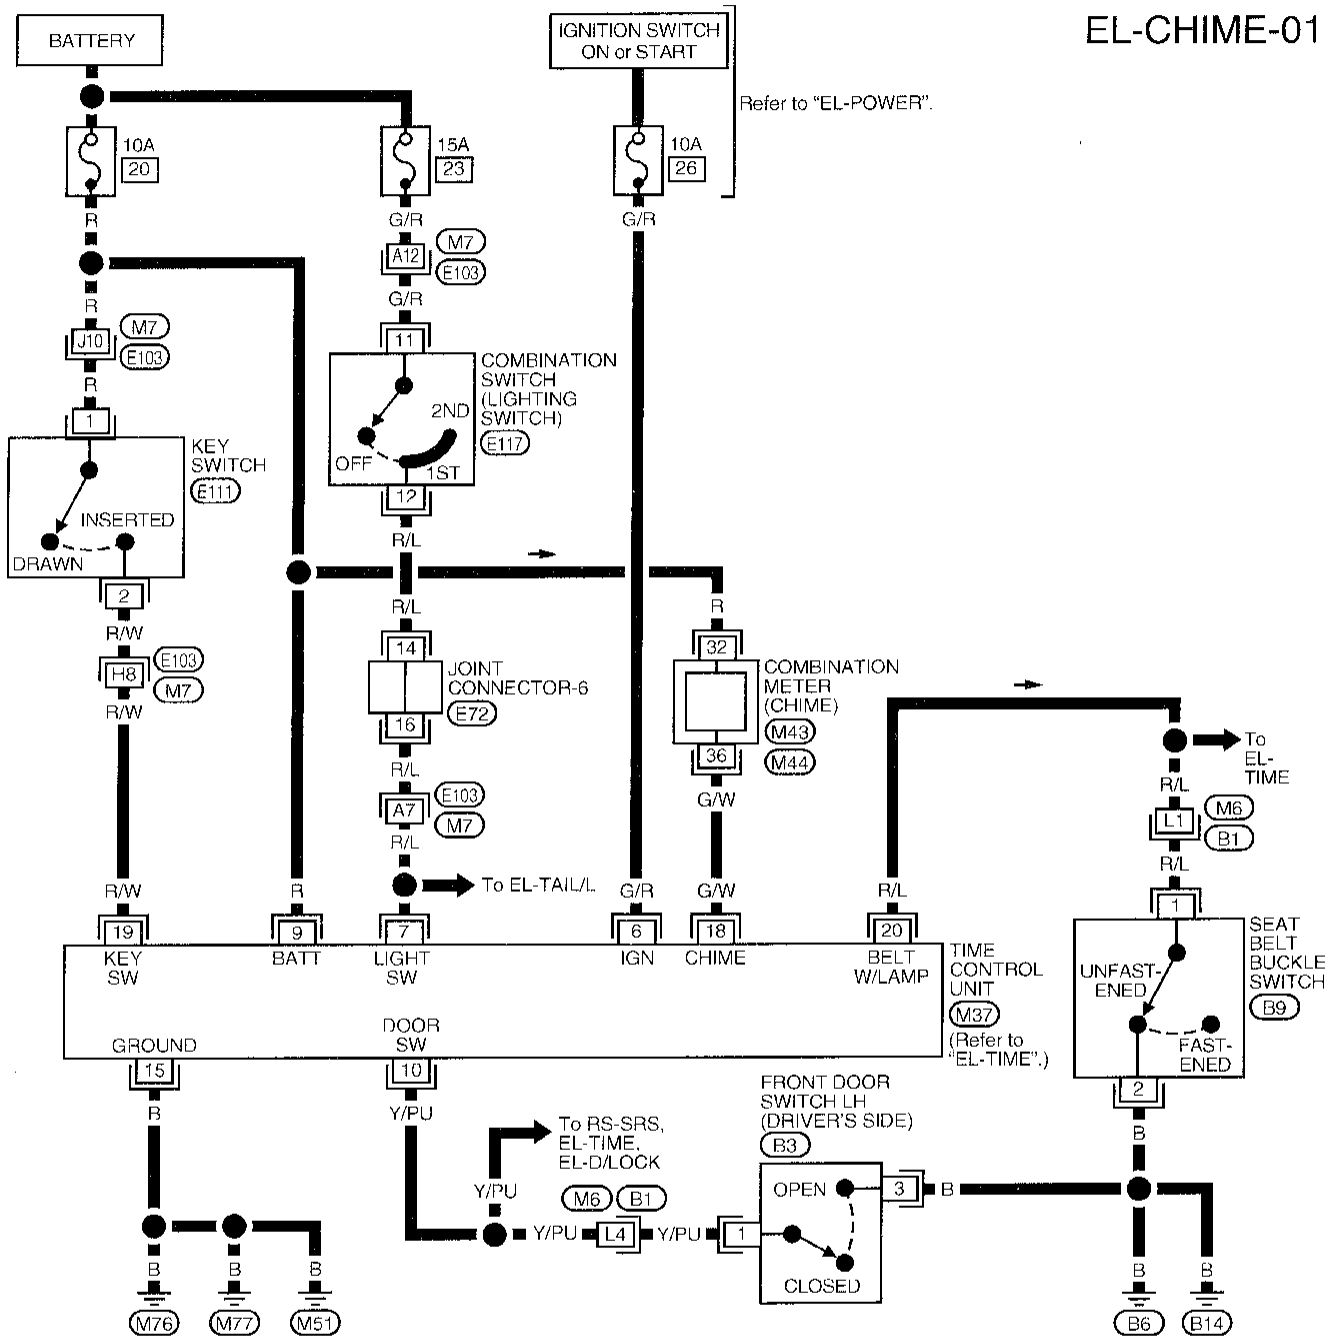 EL-CHIME-01
BATTERY
IGNITION SWITCH
ON or START
Refer to "EL-POWER".
10A
20
15A
23
10A
26
R
G/R
G/R
A12
M7
E103
R
G/R
J10
M7
E103
R
11
COMBINATION
SWITCH
(LIGHTING
SWITCH)
E117
2ND
OFF
1ST
12
1
KEY
SWITCH
E111
INSERTED
DRAWN
2
R/L
R/W
H8
E103
M7
R/W
R/L
R
14
JOINT
CONNECTOR-6
E72
16
32
COMBINATION
METER
(CHIME)
M43
M44
36
R/L
G/W
A7
E103
M7
R/L
To
EL-
TIME
R/L
L1
M6
B1
R/L
To EL-TAIL/L
R/W
R
G/R
G/W
R/L
1
19
9
7
6
18
20
KEY
SW
BATT
LIGHT
SW
IGN
CHIME
BELT
W/LAMP
TIME
CONTROL
UNIT
M37
(Refer to
"EL-TIME".)
SEAT
BELT
BUCKLE
SWITCH
B9
UNFAST-
ENED
FAST-
ENED
2
GROUND
DOOR
SW
15
10
B
Y/PU
B
To RS-SRS,
EL-TIME,
EL-D/LOCK
Y/PU
FRONT DOOR
SWITCH LH
(DRIVER'S SIDE)
B3
OPEN
3
B
M6
B1
Y/PU
L4
Y/PU
1
CLOSED
B
B
B
B
B
M76
M77
M51
B6
B14